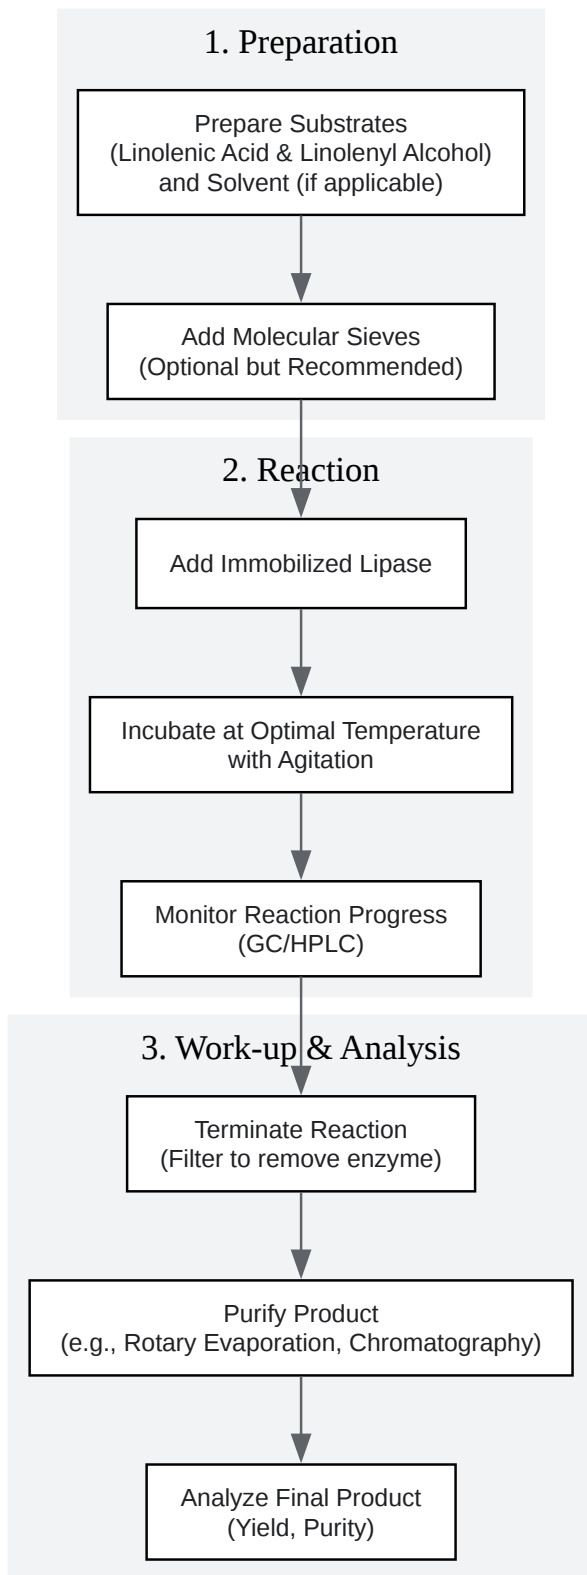 1. Preparation
Prepare Substrates
(Linolenic Acid & Linolenyl Alcohol)
and Solvent (if applicable)
Add Molecular Sieves
(Optional but Recommended)
2. Reaction
Add Immobilized Lipase
Incubate at Optimal Temperature
with Agitation
Monitor Reaction Progress
(GC/HPLC)
3. Work-up & Analysis
Terminate Reaction
(Filter to remove enzyme)
Purify Product
(e.g., Rotary Evaporation, Chromatography)
Analyze Final Product
(Yield, Purity)